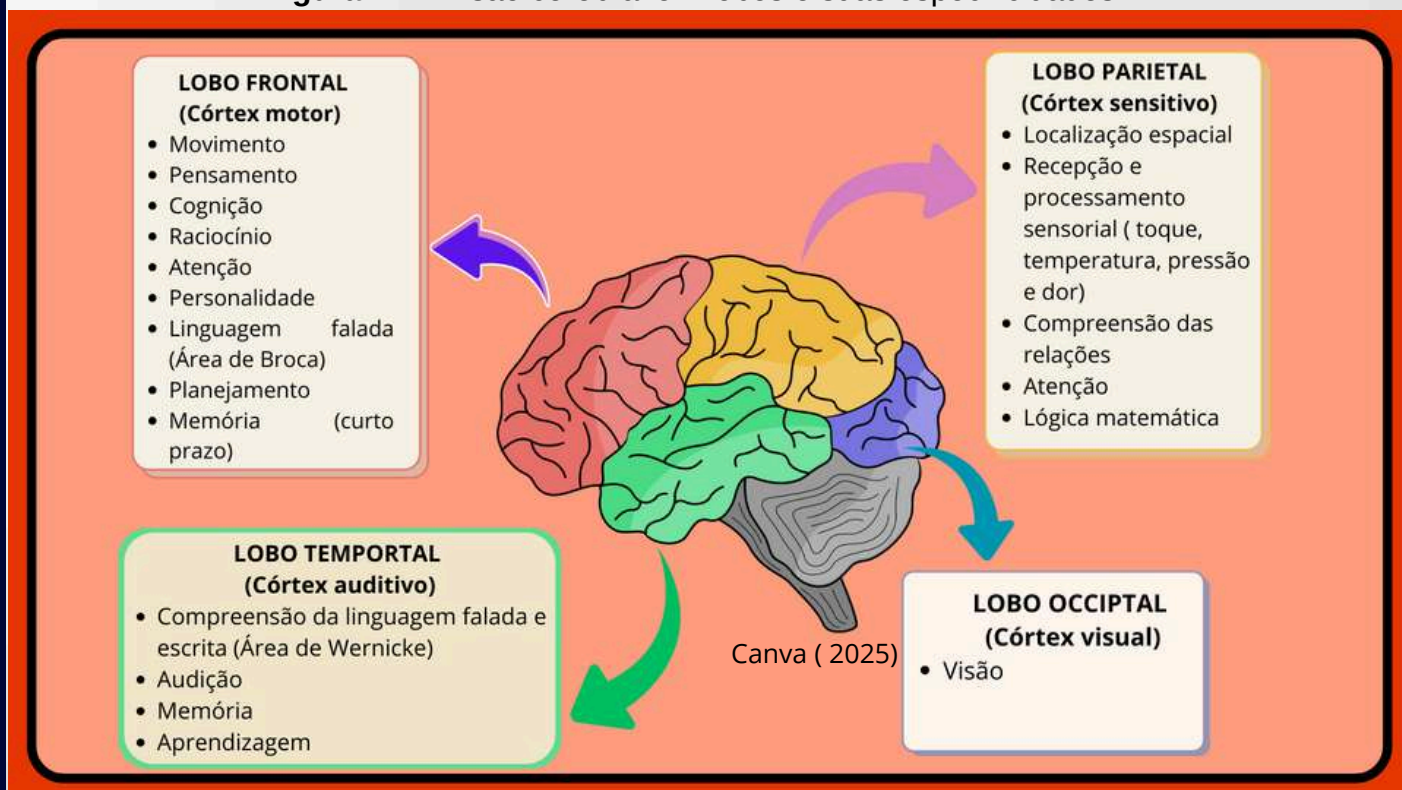 LOBO FRONTAL
(Córtex motor)
• Movimento
• Pensamento
• Cognição
• Raciocínio
• Atenção
• Personalidade
• Linguagem falada
(Área de Broca)
• Planejamento
• Memória (curto
prazo)
LOBO PARIETAL
(Córtex sensitivo)
• Localização espacial
• Recepção e
processamento
sensorial ( toque,
temperatura, pressão
e dor)
• Compreensão das
relações
• Atenção
• Lógica matemática
LOBO TEMPORTAL
(Córtex auditivo)
• Compreensão da linguagem falada e
escrita (Área de Wernicke)
• Audição
• Memória
• Aprendizagem
Canva ( 2025)
LOBO OCCIPTAL
(Córtex visual)
• Visão